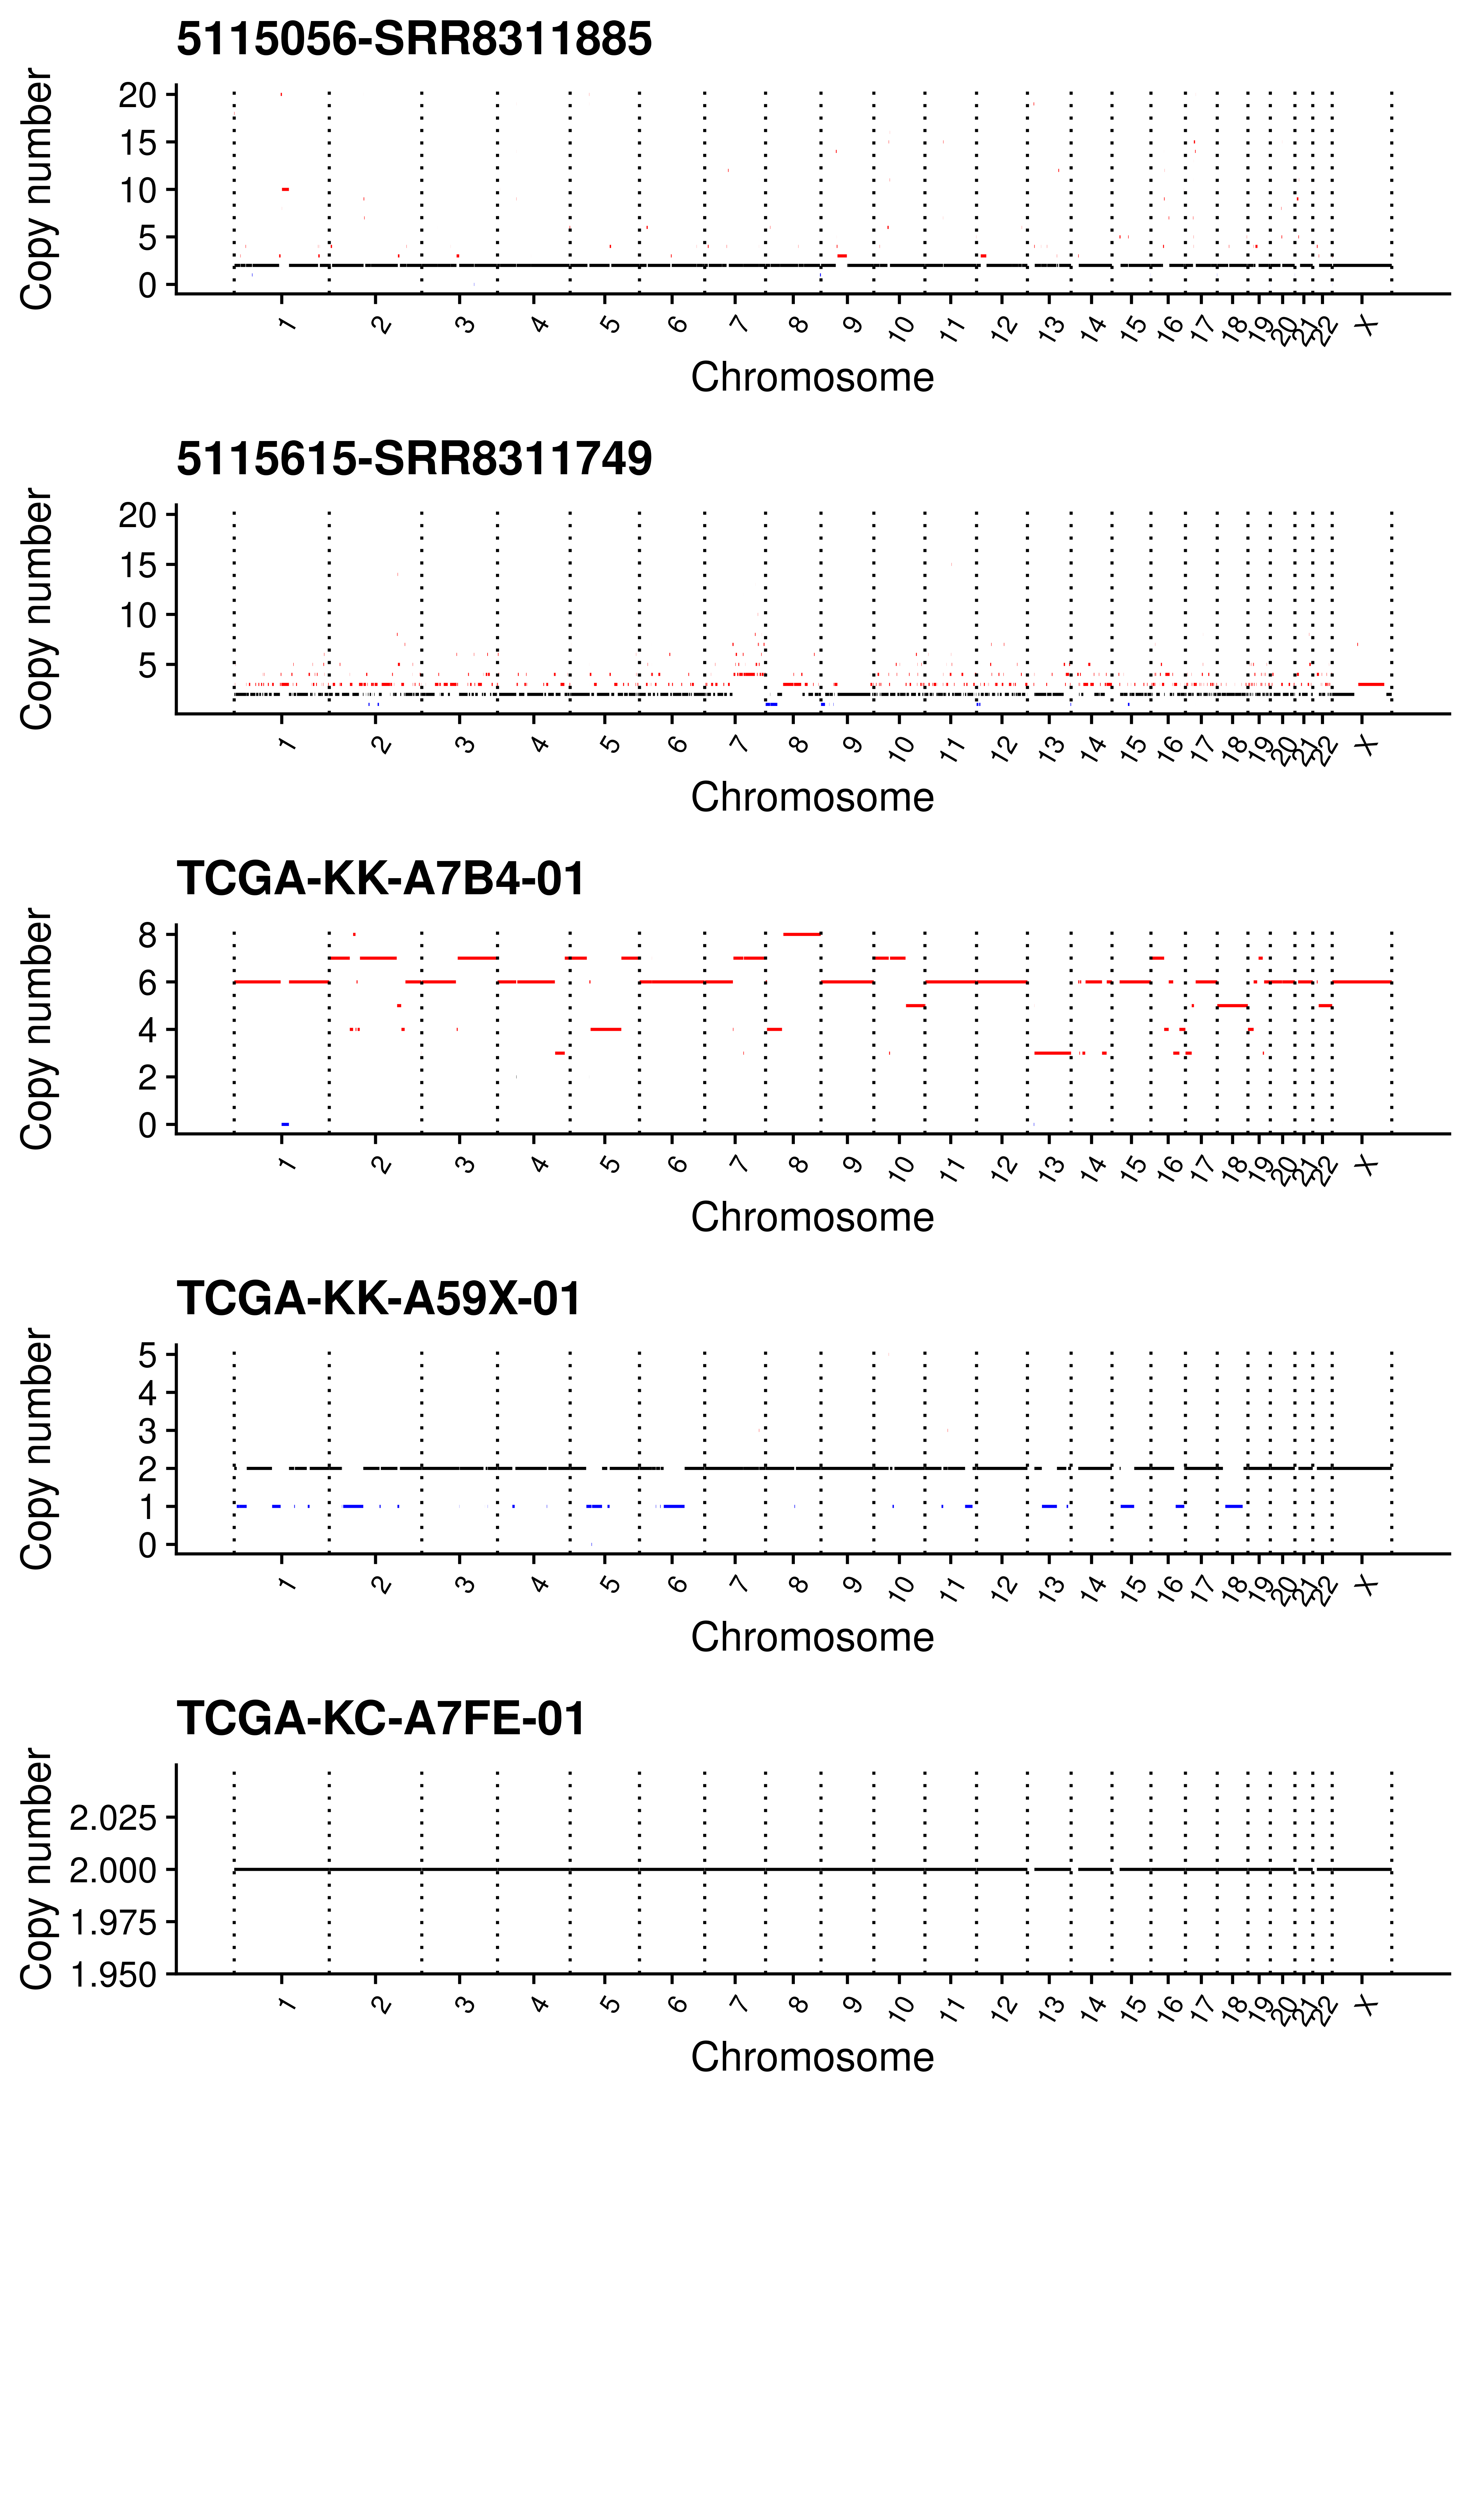 5115056-SRR8311885
Copy number
20
15
10
5
0
1 2 3 4 5 6 7 8 9 10 11 12 13 14 15 16 17 18 19 20 21 22 X
Chromosome
5115615-SRR8311749
Copy number
20
15
10
5
1 2 3 4 5 6 7 8 9 10 11 12 13 14 15 16 17 18 19 20 21 22 X
Chromosome
TCGA-KK-A7B4-01
Copy number
8
6
4
2
0
1 2 3 4 5 6 7 8 9 10 11 12 13 14 15 16 17 18 19 20 21 22 X
Chromosome
TCGA-KK-A59X-01
Copy number
5
4
3
2
1
0
1 2 3 4 5 6 7 8 9 10 11 12 13 14 15 16 17 18 19 20 21 22 X
Chromosome
TCGA-KC-A7FE-01
Copy number
2.025
2.000
1.975
1.950
1 2 3 4 5 6 7 8 9 10 11 12 13 14 15 16 17 18 19 20 21 22 X
Chromosome